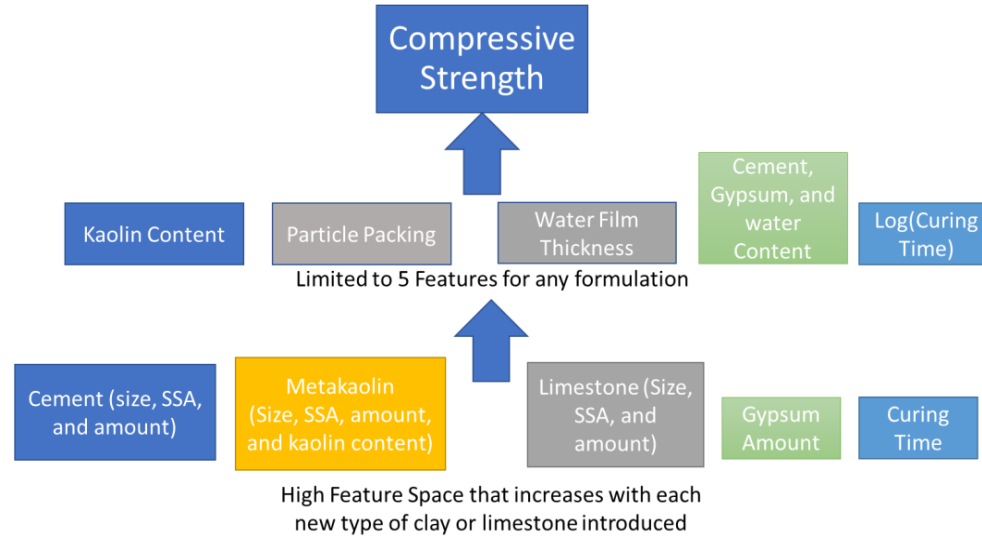 Compressive
Strength
Kaolin Content
Particle Packing
Water Film
Thickness
Cement,
Gypsum, and
water
Content
Log(Curing
Time)
Limited to 5 Features for any formulation
Cement (size, SSA,
and amount)
Metakaolin
(Size, SSA, amount,
and kaolin content)
Limestone (Size,
SSA, and
amount)
Gypsum
Amount
Curing
Time
High Feature Space that increases with each
new type of clay or limestone introduced